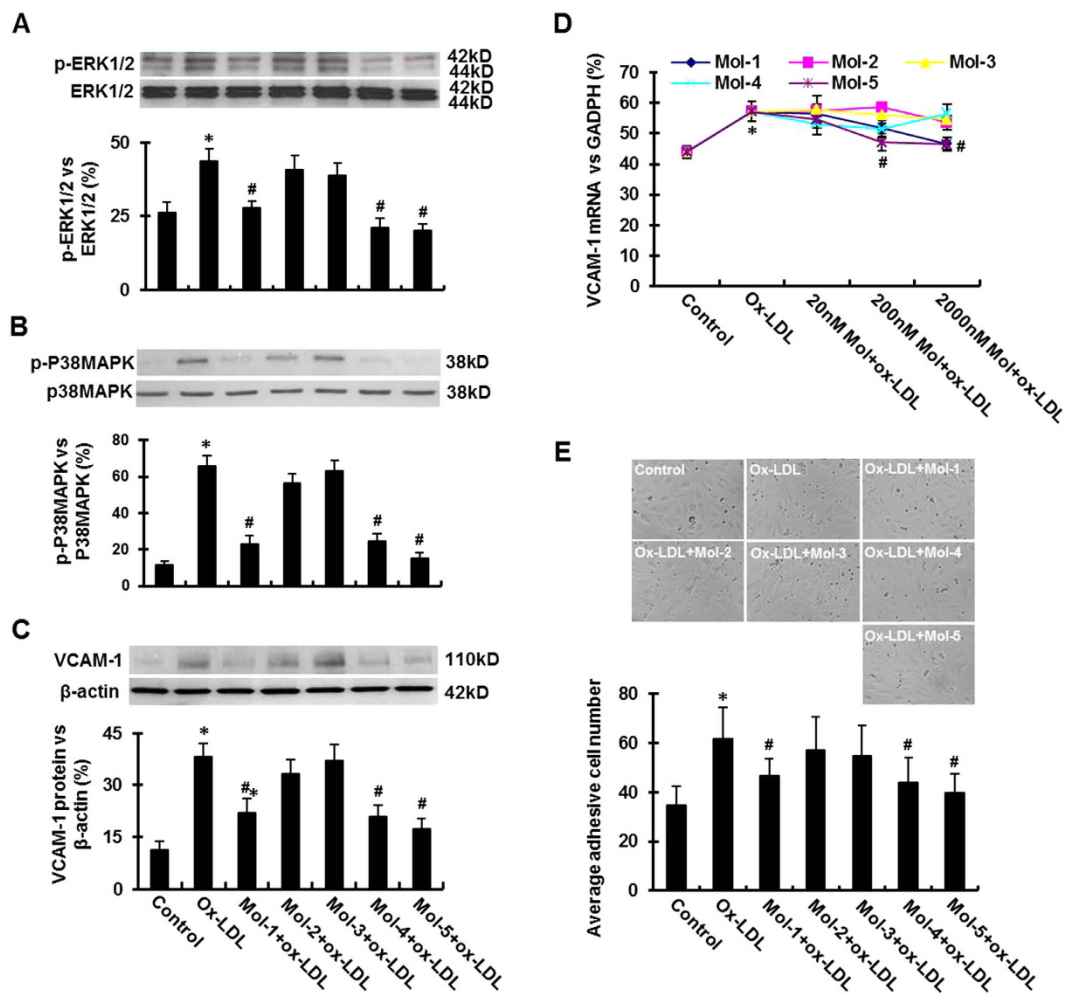 A
p-ERK1/2
42kD
44kD
ERK1/2
42kD
44kD
p-ERK1/2 vs
ERK1/2 (%)
50
25
0
*
#
#
#
B
p-P38MAPK
38kD
p38MAPK
38kD
p-P38MAPK vs
P38MAPK (%)
80
60
40
20
0
*
#
#
#
C
VCAM-1
110kD
β-actin
42kD
VCAM-1 protein vs
β-actin (%)
45
30
15
0
*
#*
#
#
Control
Ox-LDL
Mol-1+ox-LDL
Mol-2+ox-LDL
Mol-3+ox-LDL
Mol-4+ox-LDL
Mol-5+ox-LDL
D
Mol-1
Mol-2
Mol-3
Mol-4
Mol-5
VCAM-1 mRNA vs GADPH (%)
70
60
50
40
30
20
10
0
*
#
#
Control
Ox-LDL
20nM Mol+ox-LDL
200nM Mol+ox-LDL
2000nM Mol+ox-LDL
E
Control
Ox-LDL
Ox-LDL+Mol-1
Ox-LDL+Mol-2
Ox-LDL+Mol-3
Ox-LDL+Mol-4
Ox-LDL+Mol-5
Average adhesive cell number
80
60
40
20
0
*
#
#
#
Control
Ox-LDL
Mol-1+ox-LDL
Mol-2+ox-LDL
Mol-3+ox-LDL
Mol-4+ox-LDL
Mol-5+ox-LDL